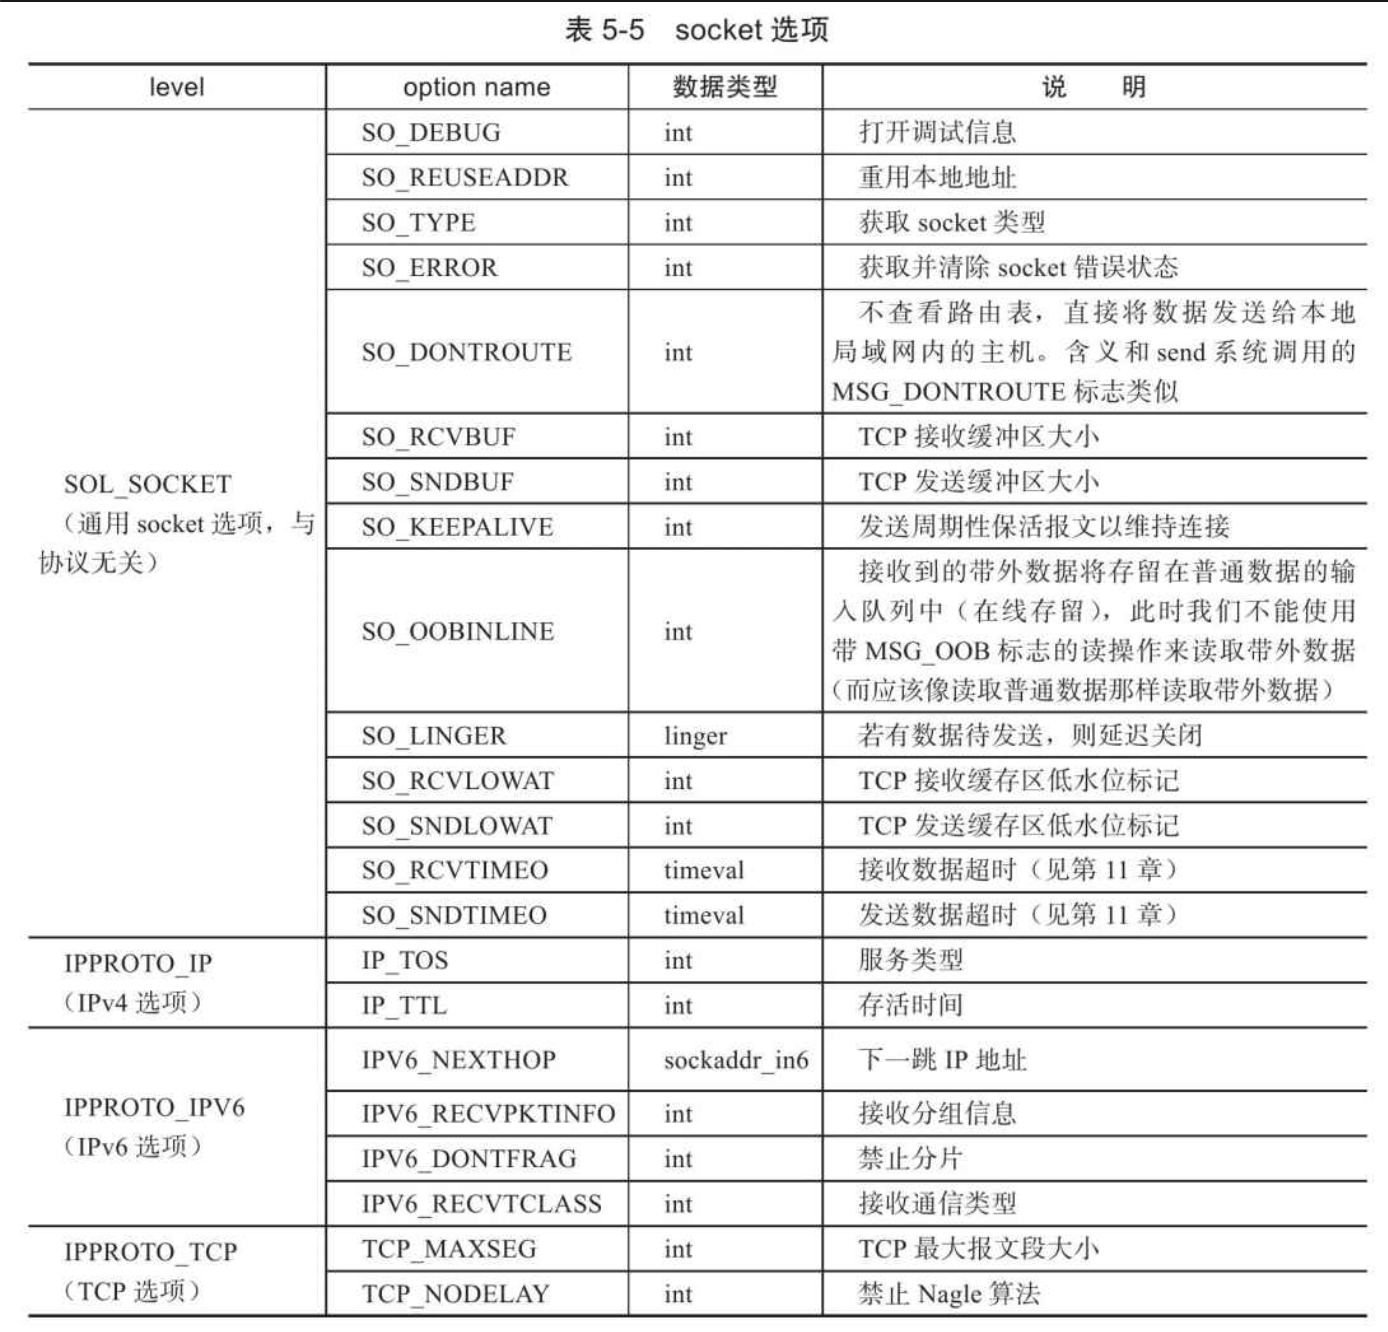 表 5-5 socket 选项
level option name 数据类型 说 明
SOL_SOCKET
（通用 socket 选项，与
协议无关）
SO_DEBUG int 打开调试信息
SO_REUSEADDR int 重用本地地址
SO_TYPE int 获取 socket 类型
SO_ERROR int 获取并清除 socket 错误状态
SO_DONTROUTE int 不查看路由表，直接将数据发送给本地
局域网内的主机。含义和 send 系统调用的
MSG_DONTROUTE 标志类似
SO_RCVBUF int TCP 接收缓冲区大小
SO_SNDBUF int TCP 发送缓冲区大小
SO_KEEPALIVE int 发送周期性保活报文以维持连接
SO_OOBINLINE int 接收到的带外数据将存留在普通数据的输
入队列中（在线存留），此时我们不能使用
带 MSG_OOB 标志的读操作来读取带外数据
（而应该像读取普通数据那样读取带外数据）
SO_LINGER linger 若有数据待发送，则延迟关闭
SO_RCVLOWAT int TCP 接收缓存区低水位标记
SO_SNDLOWAT int TCP 发送缓存区低水位标记
SO_RCVTIMEO timeval 接收数据超时（见第 11 章）
SO_SNDTIMEO timeval 发送数据超时（见第 11 章）
IPPROTO_IP
（IPv4 选项）
IP_TOS int 服务类型
IP_TTL int 存活时间
IPPROTO_IPV6
（IPv6 选项）
IPV6_NEXTHOP sockaddr_in6 下一跳 IP 地址
IPV6_RECVPKTINFO int 接收分组信息
IPV6_DONTFRAG int 禁止分片
IPV6_RECVTCLASS int 接收通信类型
IPPROTO_TCP
（TCP 选项）
TCP_MAXSEG int TCP 最大报文段大小
TCP_NODELAY int 禁止 Nagle 算法